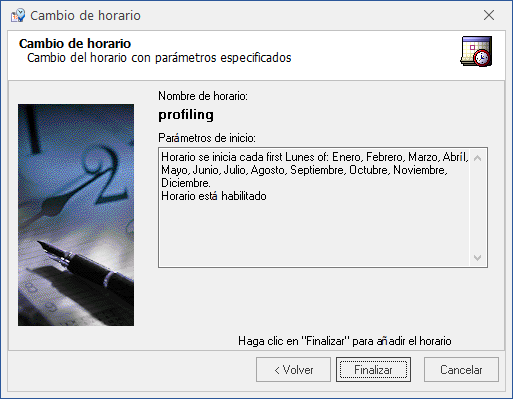 Cambio de horario
Cambio de horario
Cambio del horario con parámetros especificados
Nombre de horario:
profiling
Parámetros de inicio:
Horario se inicia cada first Lunes of: Enero, Febrero, Marzo, Abríl,
Mayo, Junio, Julio, Agosto, Septiembre, Octubre, Noviembre,
Diciembre.
Horario está habilitado
Haga clic en "Finalizar" para añadir el horario
< Volver
Finalizar
Cancelar